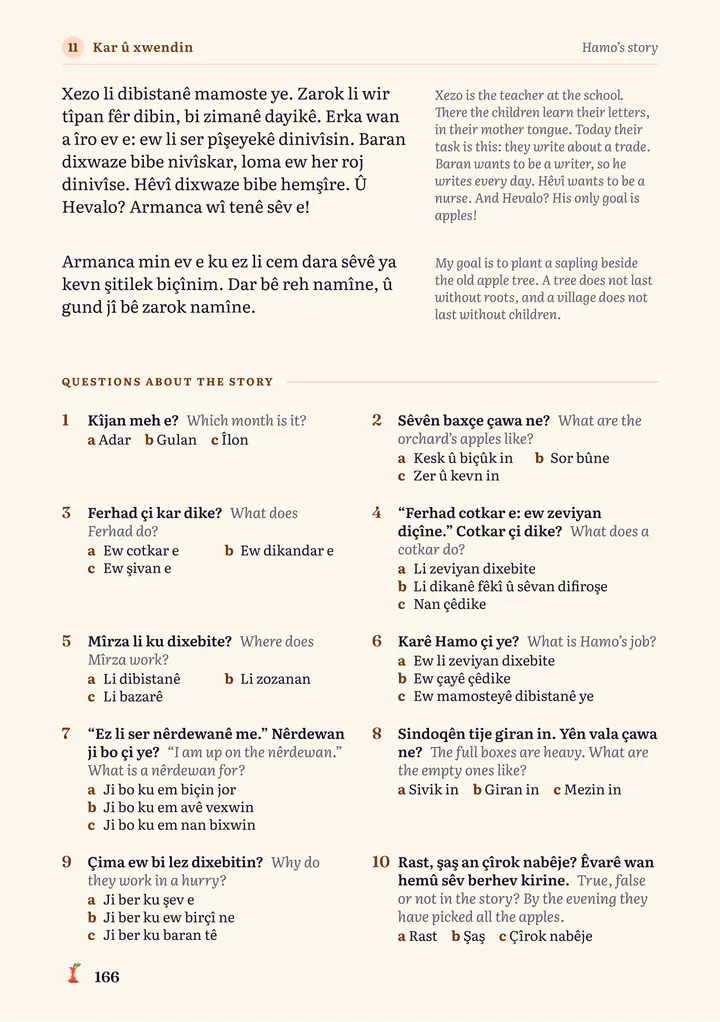 11 Kar û xwendin
Hamo’s story
Xezo li dibistanê mamoste ye. Zarok li wir
tîpan fêr dibin, bi zimanê dayikê. Erka wan
a îro ev e: ew li ser pîşeyekê dinivîsin. Baran
dixwaze bibe nivîskar, loma ew her roj
dinivîse. Hêvî dixwaze bibe hemşîre. Û
Hevalo? Armanca wî tenê sêv e!
Xezo is the teacher at the school.
There the children learn their letters,
in their mother tongue. Today their
task is this: they write about a trade.
Baran wants to be a writer, so he
writes every day. Hêvî wants to be a
nurse. And Hevalo? His only goal is
apples!
Armanca min ev e ku ez li cem dara sêvê ya
kevn şitilek biçînim. Dar bê reh namîne, û
gund jî bê zarok namîne.
My goal is to plant a sapling beside
the old apple tree. A tree does not last
without roots, and a village does not
last without children.
QUESTIONS ABOUT THE STORY
1 Kîjan meh e? Which month is it?
a Adar b Gulan c Îlon
2 Sêvên baxçe çawa ne? What are the
orchard’s apples like?
a Kesk û biçûk in b Sor bûne
c Zer û kevn in
3 Ferhad çi kar dike? What does
Ferhad do?
a Ew cotkar e b Ew dikandar e
c Ew şivan e
4 “Ferhad cotkar e: ew zeviyan
diçîne.” Cotkar çi dike? What does a
cotkar do?
a Li zeviyan dixebite
b Li dikanê fêkî û sêvan difiroşe
c Nan çêdike
5 Mîrza li ku dixebite? Where does
Mîrza work?
a Li dibistanê b Li zozanan
c Li bazarê
6 Karê Hamo çi ye? What is Hamo’s job?
a Ew li zeviyan dixebite
b Ew çayê çêdike
c Ew mamosteyê dibistanê ye
7 “Ez li ser nêrdewanê me.” Nêrdewan
ji bo çi ye? “I am up on the nêrdewan.”
What is a nêrdewan for?
a Ji bo ku em biçin jor
b Ji bo ku em avê vexwin
c Ji bo ku em nan bixwin
8 Sindoqên tije giran in. Yên vala çawa
ne? The full boxes are heavy. What are
the empty ones like?
a Sivik in b Giran in c Mezin in
9 Çima ew bi lez dixebitin? Why do
they work in a hurry?
a Ji ber ku şev e
b Ji ber ku ew birçî ne
c Ji ber ku baran tê
10 Rast, şaş an çîrok nabêje? Êvarê wan
hemû sêv berhev kirine. True, false
or not in the story? By the evening they
have picked all the apples.
a Rast b Şaş c Çîrok nabêje
166